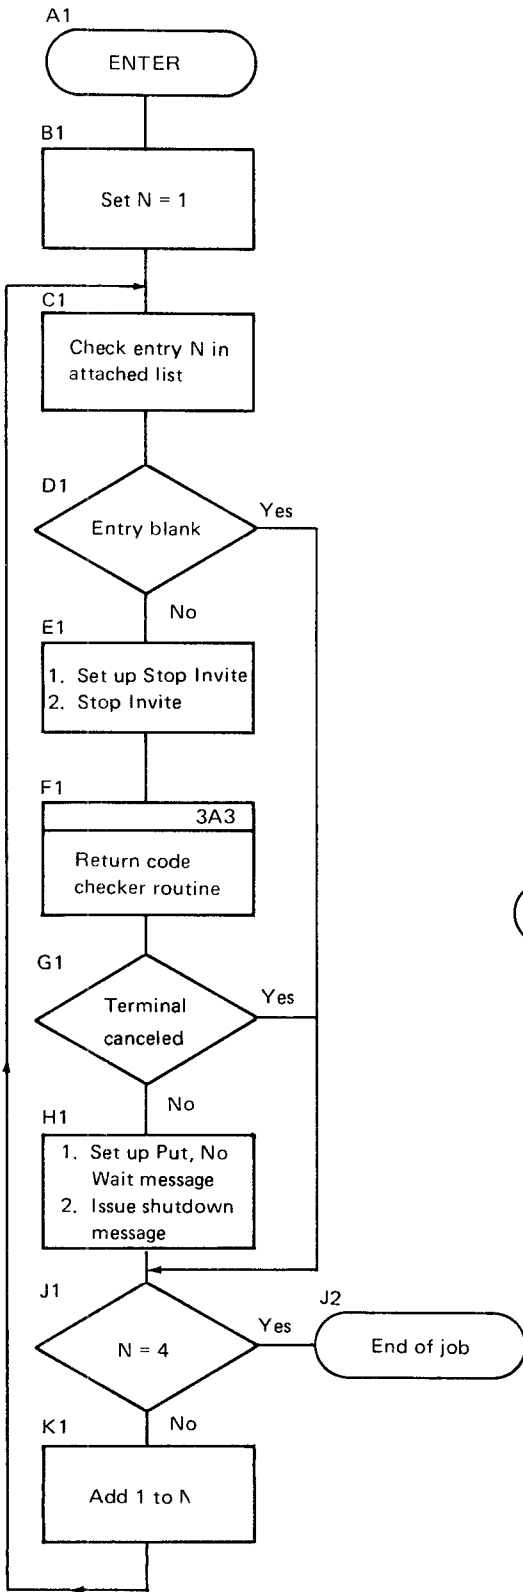 A1
ENTER
B1
Set N = 1
C1
Check entry N in
attached list
D1
Entry blank
Yes
No
E1
1. Set up Stop Invite
2. Stop Invite
F1
3A3
Return code
checker routine
G1
Terminal
canceled
Yes
No
H1
1. Set up Put, No
Wait message
2. Issue shutdown
message
J1
N = 4
Yes
J2
End of job
No
K1
Add 1 to N